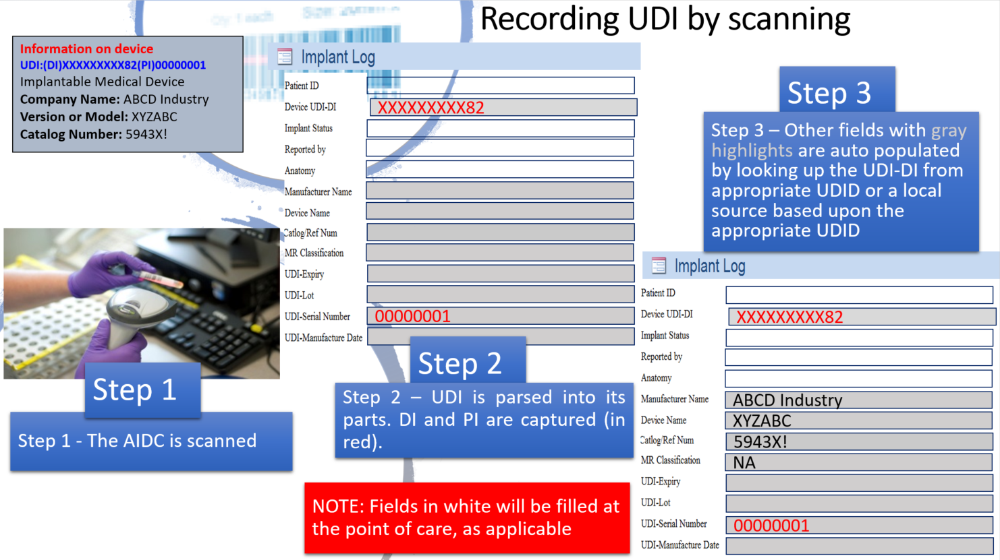 Recording UDI by scanning
Information on device
UDI:(DI)XXXXXXXXX82(PI)00000001
Implantable Medical Device
Company Name: ABCD Industry
Version or Model: XYZABC
Catalog Number: 5943X!
Implant Log
Patient ID
Device UDI-DI XXXXXXXXX82
Implant Status
Reported by
Anatomy
Manufacturer Name
Device Name
Catlog/Ref Num
MR Classification
UDI-Expiry
UDI-Lot
UDI-Serial Number 00000001
UDI-Manufacture Date
Step 1
Step 1 - The AIDC is scanned
Step 2
Step 2 – UDI is parsed into its
parts. DI and PI are captured (in
red).
NOTE: Fields in white will be filled at
the point of care, as applicable
Step 3
Step 3 – Other fields with gray
highlights are auto populated
by looking up the UDI-DI from
appropriate UDID or a local
source based upon the
appropriate UDID
Implant Log
Patient ID
Device UDI-DI XXXXXXXXX82
Implant Status
Reported by
Anatomy
Manufacturer Name ABCD Industry
Device Name XYZABC
Catlog/Ref Num 5943X!
MR Classification NA
UDI-Expiry
UDI-Lot
UDI-Serial Number 00000001
UDI-Manufacture Date